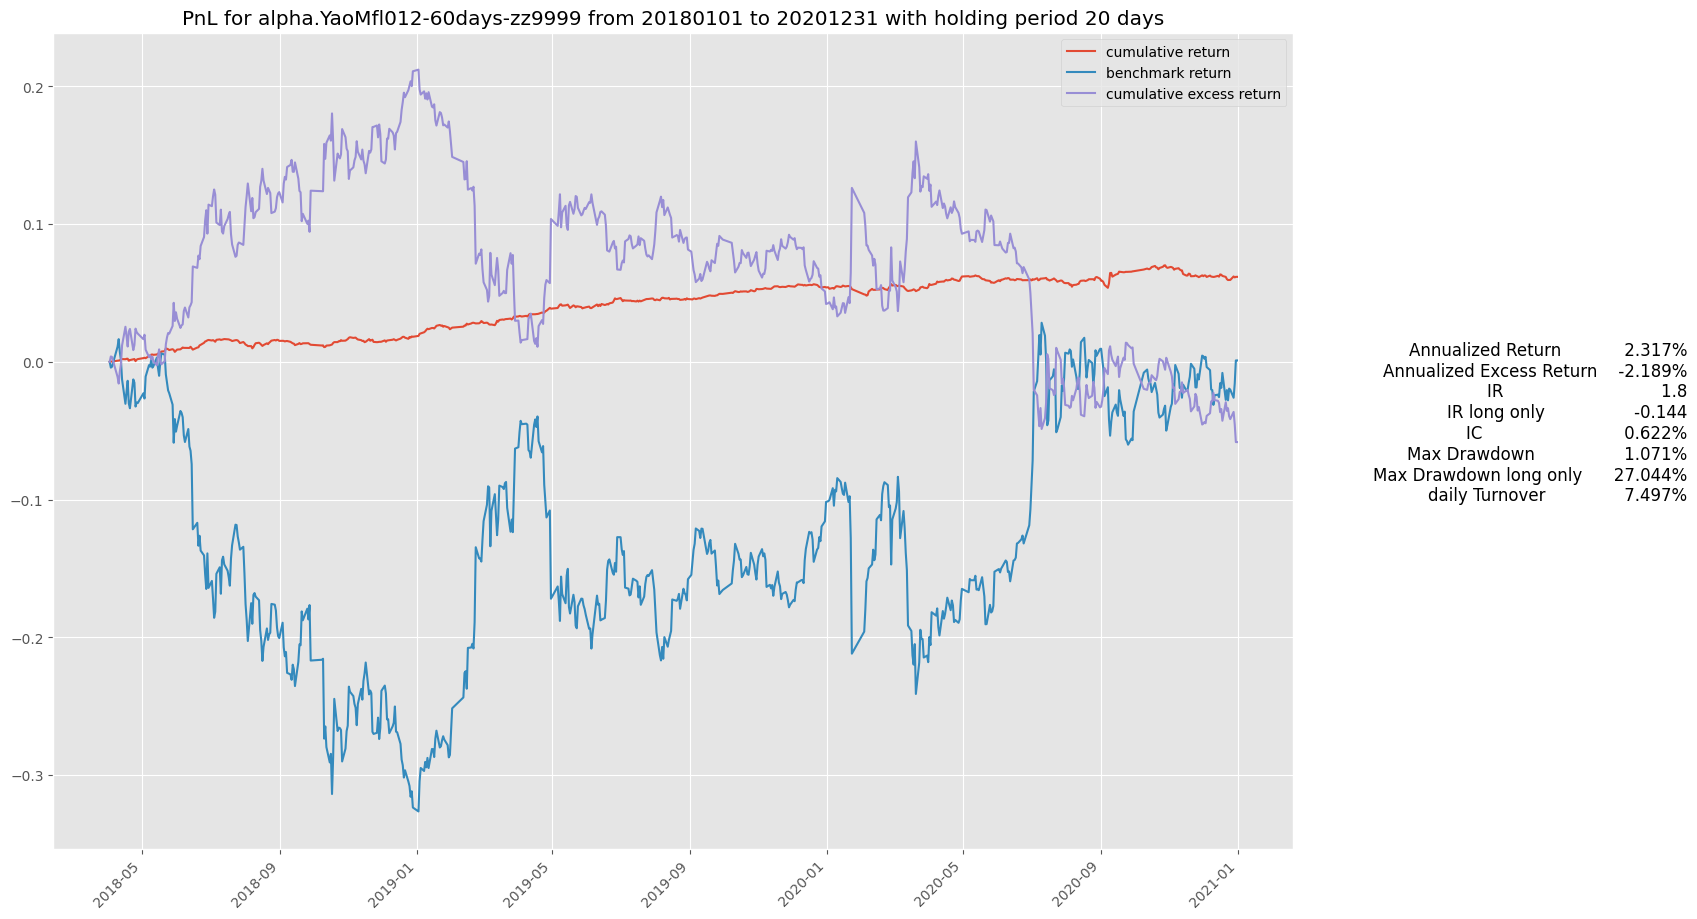 PnL for alpha.YaoMfl012-60days-zz9999 from 20180101 to 20201231 with holding period 20 days
cumulative return
benchmark return
cumulative excess return
0.2
0.1
0.0
−0.1
−0.2
−0.3
2018-05
2018-09
2019-01
2019-05
2019-09
2020-01
2020-05
2020-09
2021-01
Annualized Return 2.317%
Annualized Excess Return -2.189%
IR 1.8
IR long only -0.144
IC 0.622%
Max Drawdown 1.071%
Max Drawdown long only 27.044%
daily Turnover 7.497%